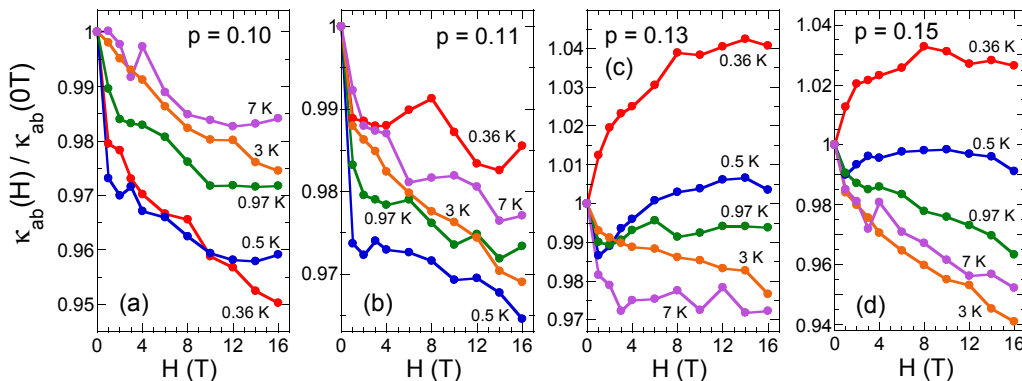 κab(H) / κab(0T)
1
0.99
0.98
0.97
0.96
0.95
p = 0.10
7 K
3 K
0.97 K
0.5 K
0.36 K
(a)
0 4 8 12 16
H (T)
1
0.99
0.98
0.97
p = 0.11
0.36 K
7 K
3 K
0.97 K
0.5 K
(b)
0 4 8 12 16
H (T)
1.04
1.03
1.02
1.01
1.00
0.99
0.98
0.97
p = 0.13
(c)
0.36 K
0.5 K
0.97 K
3 K
7 K
0 4 8 12 16
H (T)
1.04
1.02
1
0.98
0.96
0.94
p = 0.15
0.36 K
0.5 K
0.97 K
7 K
3 K
(d)
0 4 8 12 16
H (T)